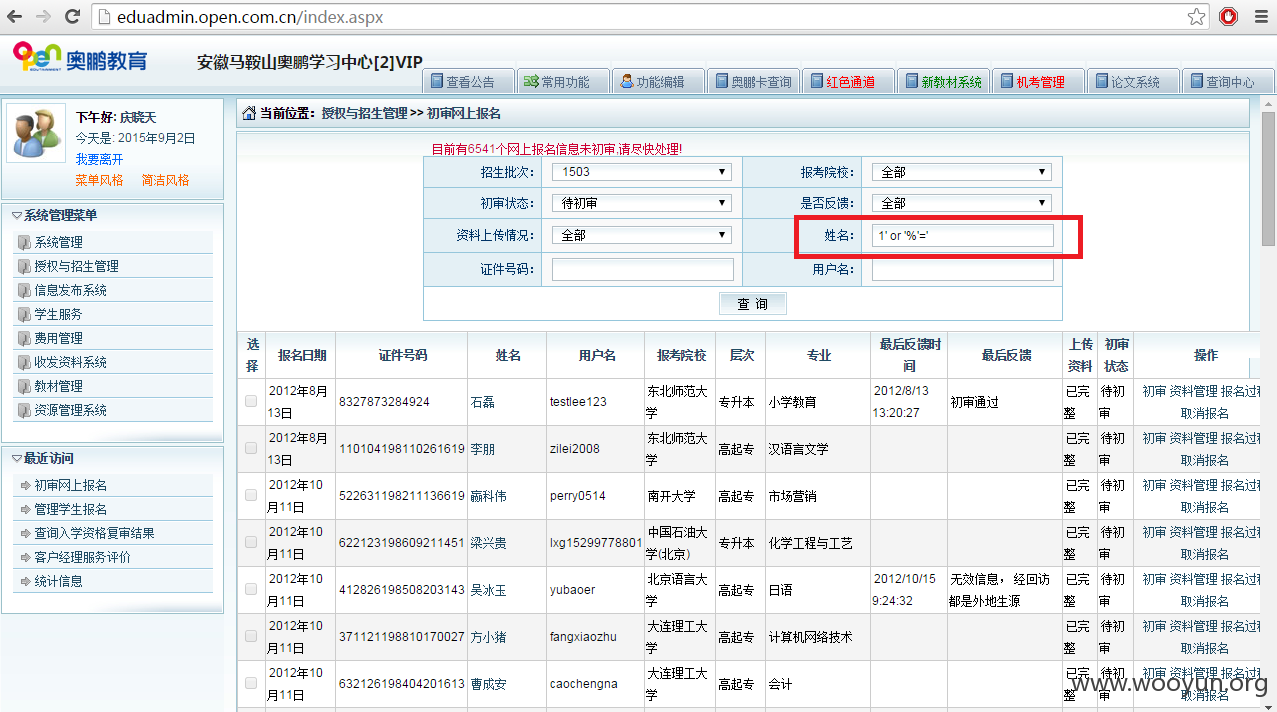 eduadmin.open.com.cn/index.aspx
open 奥鹏教育
安徽马鞍山奥鹏学习中心[2]VIP
查看公告 常用功能 功能编辑 奥鹏卡查询 红色通道 新教材系统 机考管理 论文系统 查询中心
下午好: 庆晓天
今天是: 2015年9月2日
我要离开
菜单风格 简洁风格
系统管理菜单
系统管理
授权与招生管理
信息发布系统
学生服务
费用管理
收发资料系统
教材管理
资源管理系统
最近访问
初审网上报名
管理学生报名
查询入学资格复审结果
客户经理服务评价
统计信息
当前位置: 授权与招生管理 >> 初审网上报名
目前有6541个网上报名信息未初审,请尽快处理!
招生批次: 1503 报考院校: 全部
初审状态: 待初审 是否反馈: 全部
资料上传情况: 全部 姓名: 1' or '%'='
证件号码: 用户名:
查 询
选择 报名日期 证件号码 姓名 用户名 报考院校 层次 专业 最后反馈时间 最后反馈 上传资料 初审状态 操作
2012年8月13日 8327873284924 石磊 testlee123 东北师范大学 专升本 小学教育 2012/8/13 13:20:27 初审通过 已完整 待初审 初审 资料管理 报名过程 取消报名
2012年8月13日 110104198110261619 李朋 zilei2008 东北师范大学 高起专 汉语言文学 已完整 待初审 初审 资料管理 报名过程 取消报名
2012年10月11日 522631198211136619 科伟 perry0514 南开大学 高起专 市场营销 已完整 待初审 初审 资料管理 报名过程 取消报名
2012年10月11日 622123198609211451 梁兴贵 lxg15299778801 中国石油大学(北京) 专升本 化学工程与工艺 已完整 待初审 初审 资料管理 报名过程 取消报名
2012年10月11日 412826198508203143 吴冰玉 yubaoer 北京语言大学 高起专 日语 2012/10/15 9:24:32 无效信息，经回访都是外地生源 已完整 待初审 初审 资料管理 报名过程 取消报名
2012年10月11日 371121198810170027 方小猪 fangxiaozhu 大连理工大学 高起专 计算机网络技术 已完整 待初审 初审 资料管理 报名过程 取消报名
2012年10月11日 632126198404201613 曹成安 caochengna 大连理工大学 高起专 会计 已完整 待初审 初审 资料管理 报名过程 取消报名
www.wooyun.org